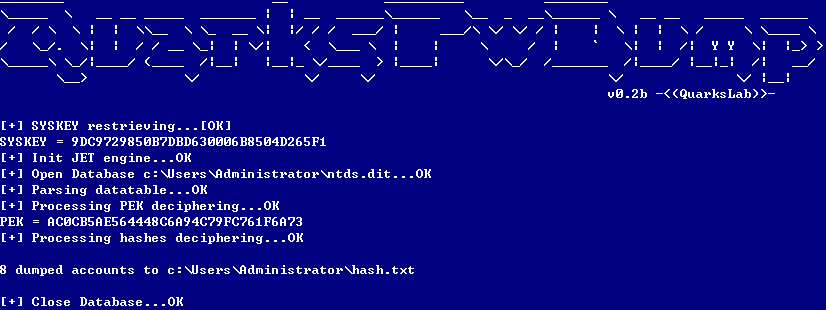 v0.2b -<(QuarksLab)>-
[+] SYSKEY restrieving...[OK]
SYSKEY = 9DC9729850B7DBD630006B8504D265F1
[+] Init JET engine...OK
[+] Open Database c:\Users\Administrator\ntds.dit...OK
[+] Parsing datatable...OK
[+] Processing PEK deciphering...OK
PEK = AC0CB5AE564448C6A94C79FC761F6A73
[+] Processing hashes deciphering...OK
8 dumped accounts to c:\Users\Administrator\hash.txt
[+] Close Database...OK